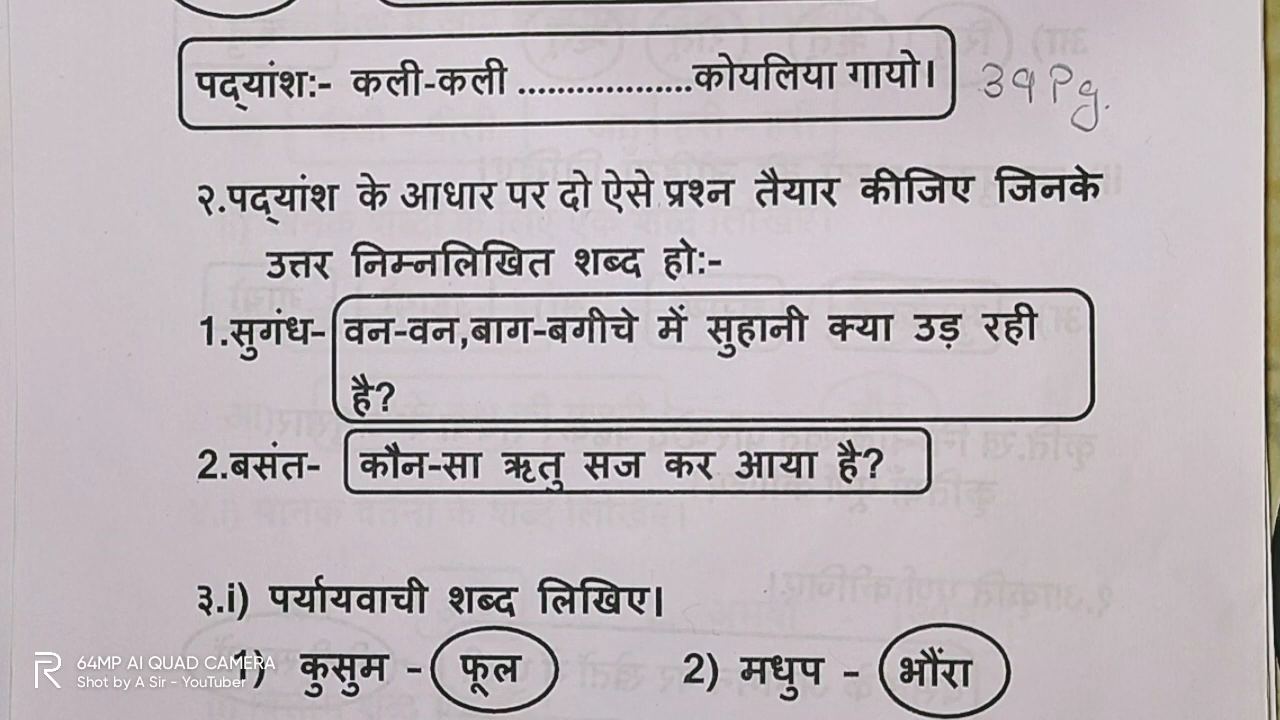 पद्यांश:- कली-कली ..................कोयलिया गायो। 39 Pg.
२.पद्यांश के आधार पर दो ऐसे प्रश्न तैयार कीजिए जिनके
उत्तर निम्नलिखित शब्द हो:-
1.सुगंध- वन-वन,बाग-बगीचे में सुहानी क्या उड़ रही
है?
2.बसंत- कौन-सा ऋतु सज कर आया है?
३.i) पर्यायवाची शब्द लिखिए।
1) कुसुम - फूल 2) मधुप - भौंरा
64MP AI QUAD CAMERA
Shot by A Sir - YouTuber